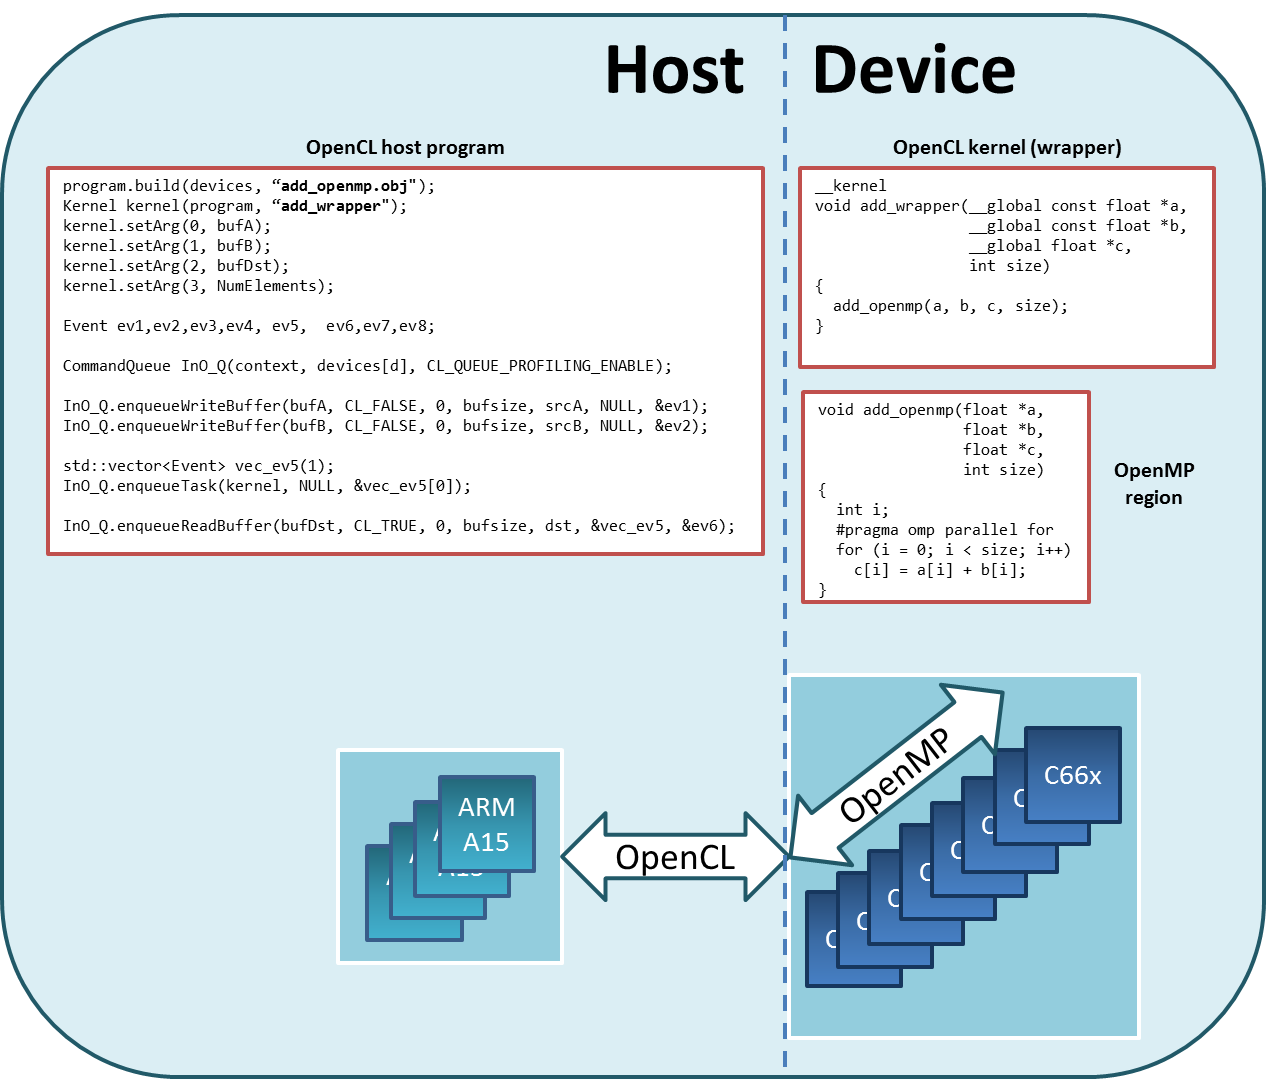 Host
Device
OpenCL host program
program.build(devices, “add_openmp.obj");
Kernel kernel(program, “add_wrapper");
kernel.setArg(0, bufA);
kernel.setArg(1, bufB);
kernel.setArg(2, bufDst);
kernel.setArg(3, NumElements);
Event ev1,ev2,ev3,ev4, ev5,  ev6,ev7,ev8;
CommandQueue InO_Q(context, devices[d], CL_QUEUE_PROFILING_ENABLE);
InO_Q.enqueueWriteBuffer(bufA, CL_FALSE, 0, bufsize, srcA, NULL, &ev1);
InO_Q.enqueueWriteBuffer(bufB, CL_FALSE, 0, bufsize, srcB, NULL, &ev2);
std::vector<Event> vec_ev5(1);
InO_Q.enqueueTask(kernel, NULL, &vec_ev5[0]);
InO_Q.enqueueReadBuffer(bufDst, CL_TRUE, 0, bufsize, dst, &vec_ev5, &ev6);
OpenCL kernel (wrapper)
__kernel
void add_wrapper(__global const float *a,
__global const float *b,
__global float *c,
int size)
{
add_openmp(a, b, c, size);
}
void add_openmp(float *a,
float *b,
float *c,
int size)
{
int i;
#pragma omp parallel for
for (i = 0; i < size; i++)
c[i] = a[i] + b[i];
}
OpenMP
region
ARM
A15
OpenCL
OpenMP
C66x